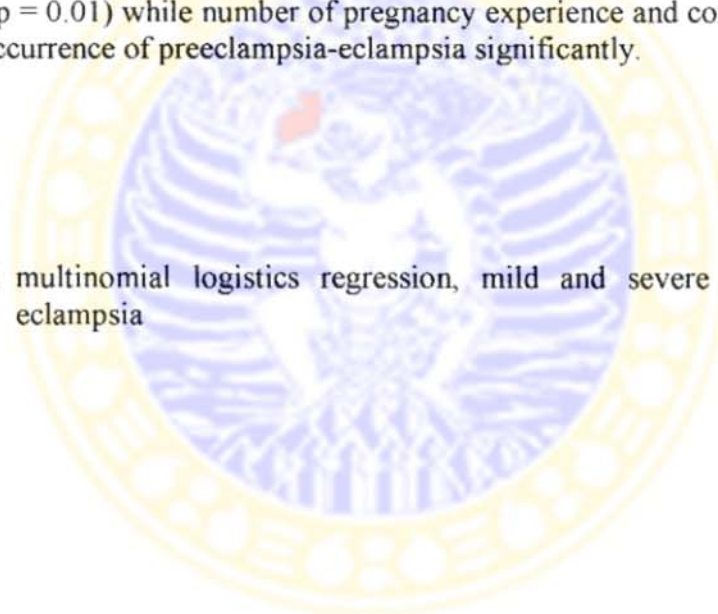 p = 0.01) while number of pregnancy experience and co
ccurrence of preeclampsia-eclampsia significantly.
multinomial logistics regression, mild and severe
eclampsia